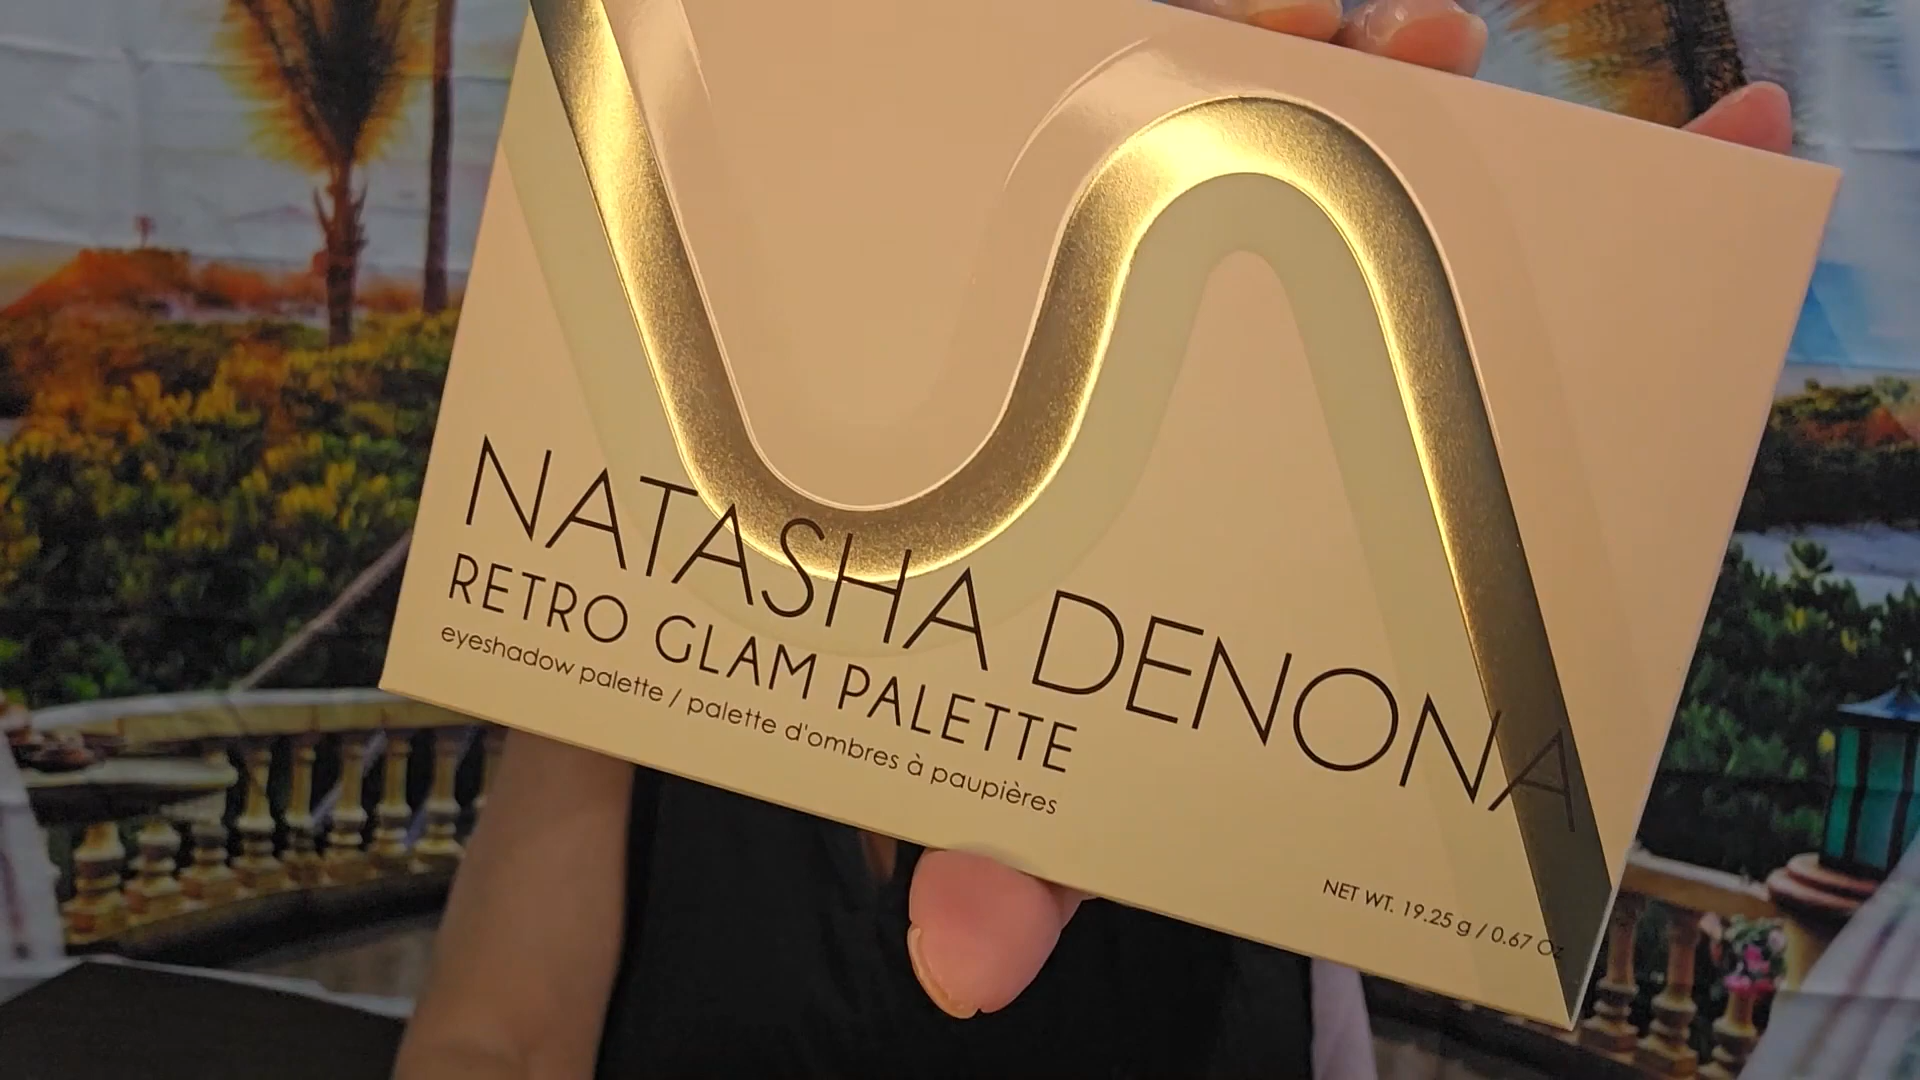 NATASHA DENONA
RETRO GLAM PALETTE
eyeshadow palette / palette d'ombres à paupières
NET WT. 19.25 g / 0.67 Oz